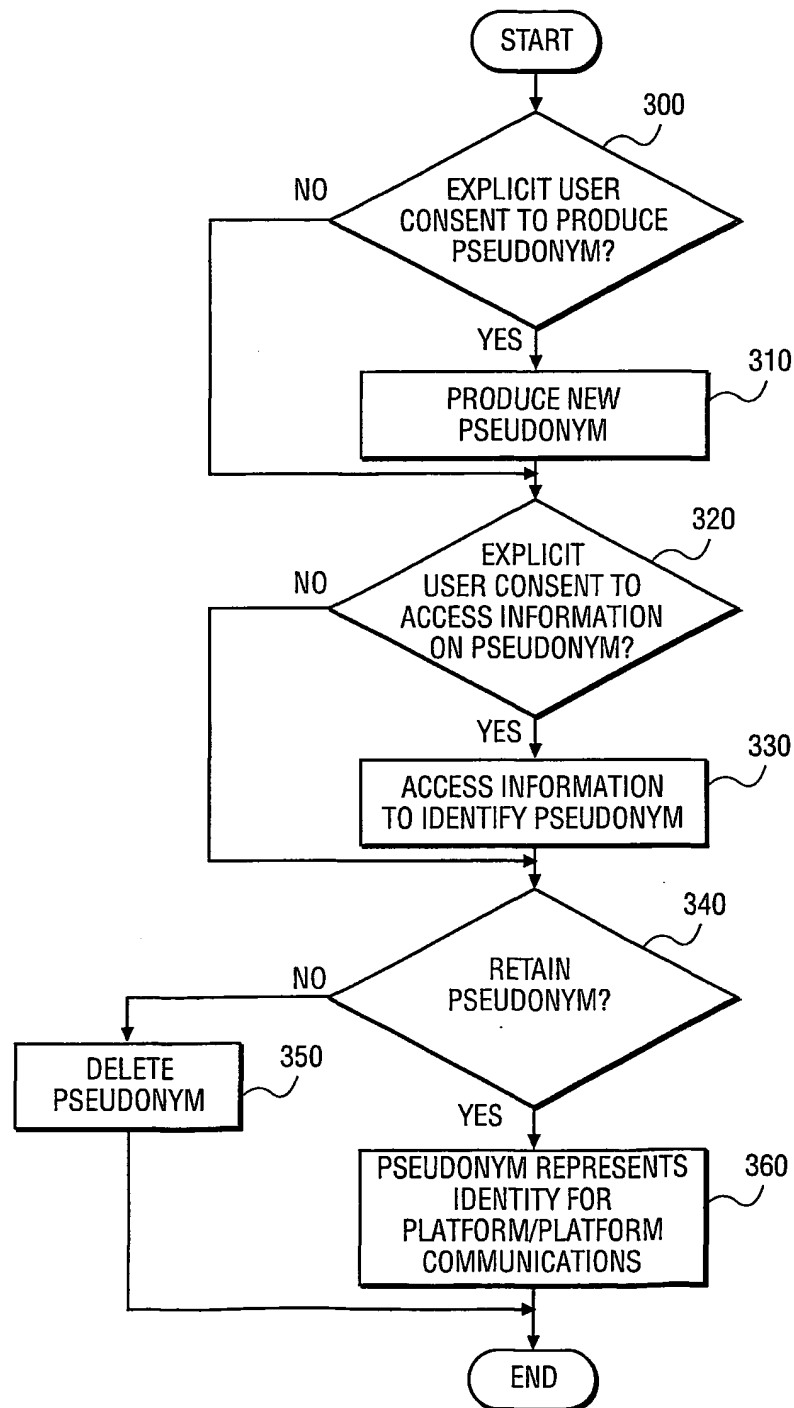 START
300
EXPLICIT USER
CONSENT TO PRODUCE
PSEUDONYM?
NO
YES
310
PRODUCE NEW
PSEUDONYM
320
EXPLICIT
USER CONSENT TO
ACCESS INFORMATION
ON PSEUDONYM?
NO
YES
330
ACCESS INFORMATION
TO IDENTIFY PSEUDONYM
340
RETAIN
PSEUDONYM?
NO
350
DELETE
PSEUDONYM
YES
360
PSEUDONYM REPRESENTS
IDENTITY FOR
PLATFORM/PLATFORM
COMMUNICATIONS
END